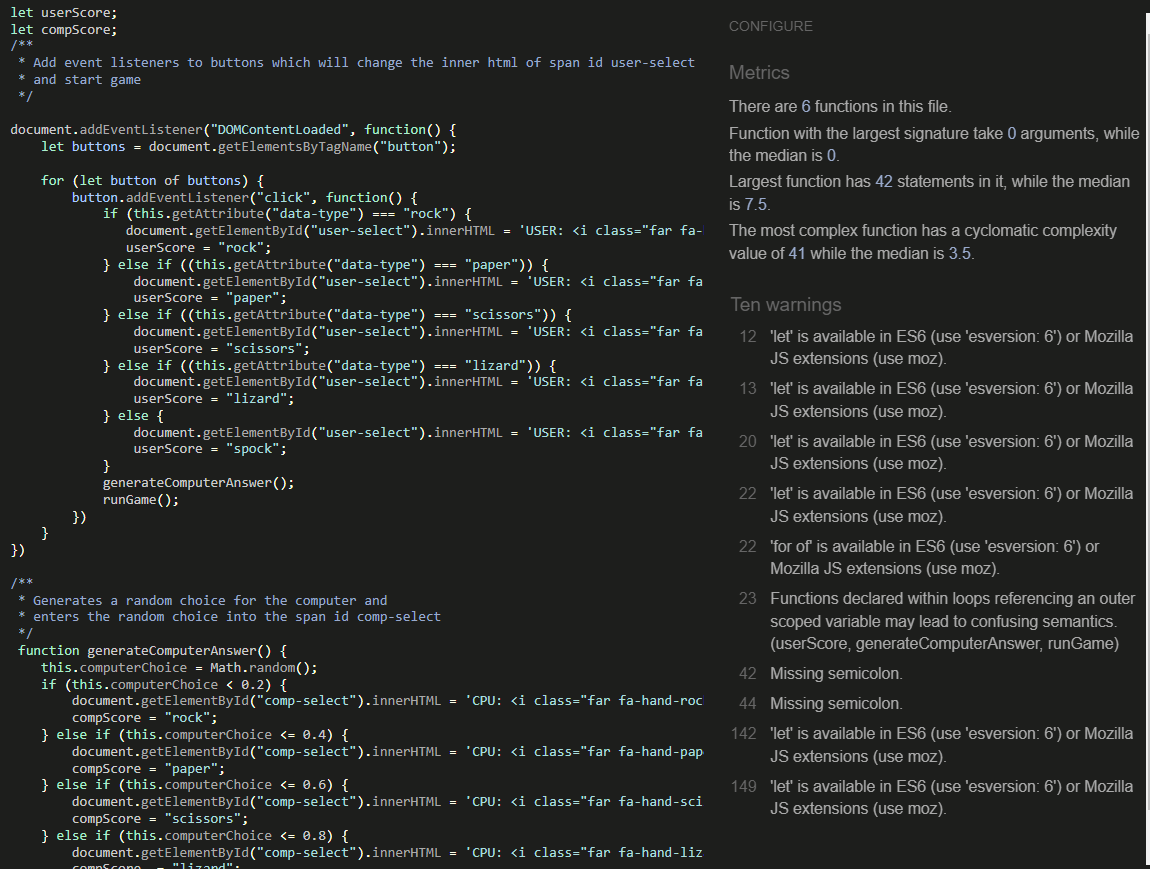 let userScore;
let compScore;
/**
 * Add event listeners to buttons which will change the inner html of span id user-select
 * and start game
 */
document.addEventListener("DOMContentLoaded", function() {
    let buttons = document.getElementsByTagName("button");
    for (let button of buttons) {
        button.addEventListener("click", function() {
            if (this.getAttribute("data-type") === "rock") {
               document.getElementById("user-select").innerHTML = 'USER: <i class="far fa-
               userScore = "rock";
            } else if ((this.getAttribute("data-type") === "paper")) {
                document.getElementById("user-select").innerHTML = 'USER: <i class="far fa
                userScore = "paper";
            } else if ((this.getAttribute("data-type") === "scissors")) {
                document.getElementById("user-select").innerHTML = 'USER: <i class="far fa
                userScore = "scissors";
            } else if ((this.getAttribute("data-type") === "lizard")) {
                document.getElementById("user-select").innerHTML = 'USER: <i class="far fa
                userScore = "lizard";
            } else {
                document.getElementById("user-select").innerHTML = 'USER: <i class="far fa
                userScore = "spock";
            }
            generateComputerAnswer();
            runGame();
        })
    }
})
/**
 * Generates a random choice for the computer and
 * enters the random choice into the span id comp-select
 */
 function generateComputerAnswer() {
    this.computerChoice = Math.random();
    if (this.computerChoice < 0.2) {
        document.getElementById("comp-select").innerHTML = 'CPU: <i class="far fa-hand-roc
        compScore = "rock";
    } else if (this.computerChoice <= 0.4) {
        document.getElementById("comp-select").innerHTML = 'CPU: <i class="far fa-hand-pap
        compScore = "paper";
    } else if (this.computerChoice <= 0.6) {
        document.getElementById("comp-select").innerHTML = 'CPU: <i class="far fa-hand-sci
        compScore = "scissors";
    } else if (this.computerChoice <= 0.8) {
        document.getElementById("comp-select").innerHTML = 'CPU: <i class="far fa-hand-liz
        compScore = "lizard";
CONFIGURE
Metrics
There are 6 functions in this file.
Function with the largest signature take 0 arguments, while
the median is 0.
Largest function has 42 statements in it, while the median
is 7.5.
The most complex function has a cyclomatic complexity
value of 41 while the median is 3.5.
Ten warnings
12 'let' is available in ES6 (use 'esversion: 6') or Mozilla
JS extensions (use moz).
13 'let' is available in ES6 (use 'esversion: 6') or Mozilla
JS extensions (use moz).
20 'let' is available in ES6 (use 'esversion: 6') or Mozilla
JS extensions (use moz).
22 'let' is available in ES6 (use 'esversion: 6') or Mozilla
JS extensions (use moz).
22 'for of' is available in ES6 (use 'esversion: 6') or
Mozilla JS extensions (use moz).
23 Functions declared within loops referencing an outer
scoped variable may lead to confusing semantics.
(userScore, generateComputerAnswer, runGame)
42 Missing semicolon.
44 Missing semicolon.
142 'let' is available in ES6 (use 'esversion: 6') or Mozilla
JS extensions (use moz).
149 'let' is available in ES6 (use 'esversion: 6') or Mozilla
JS extensions (use moz).